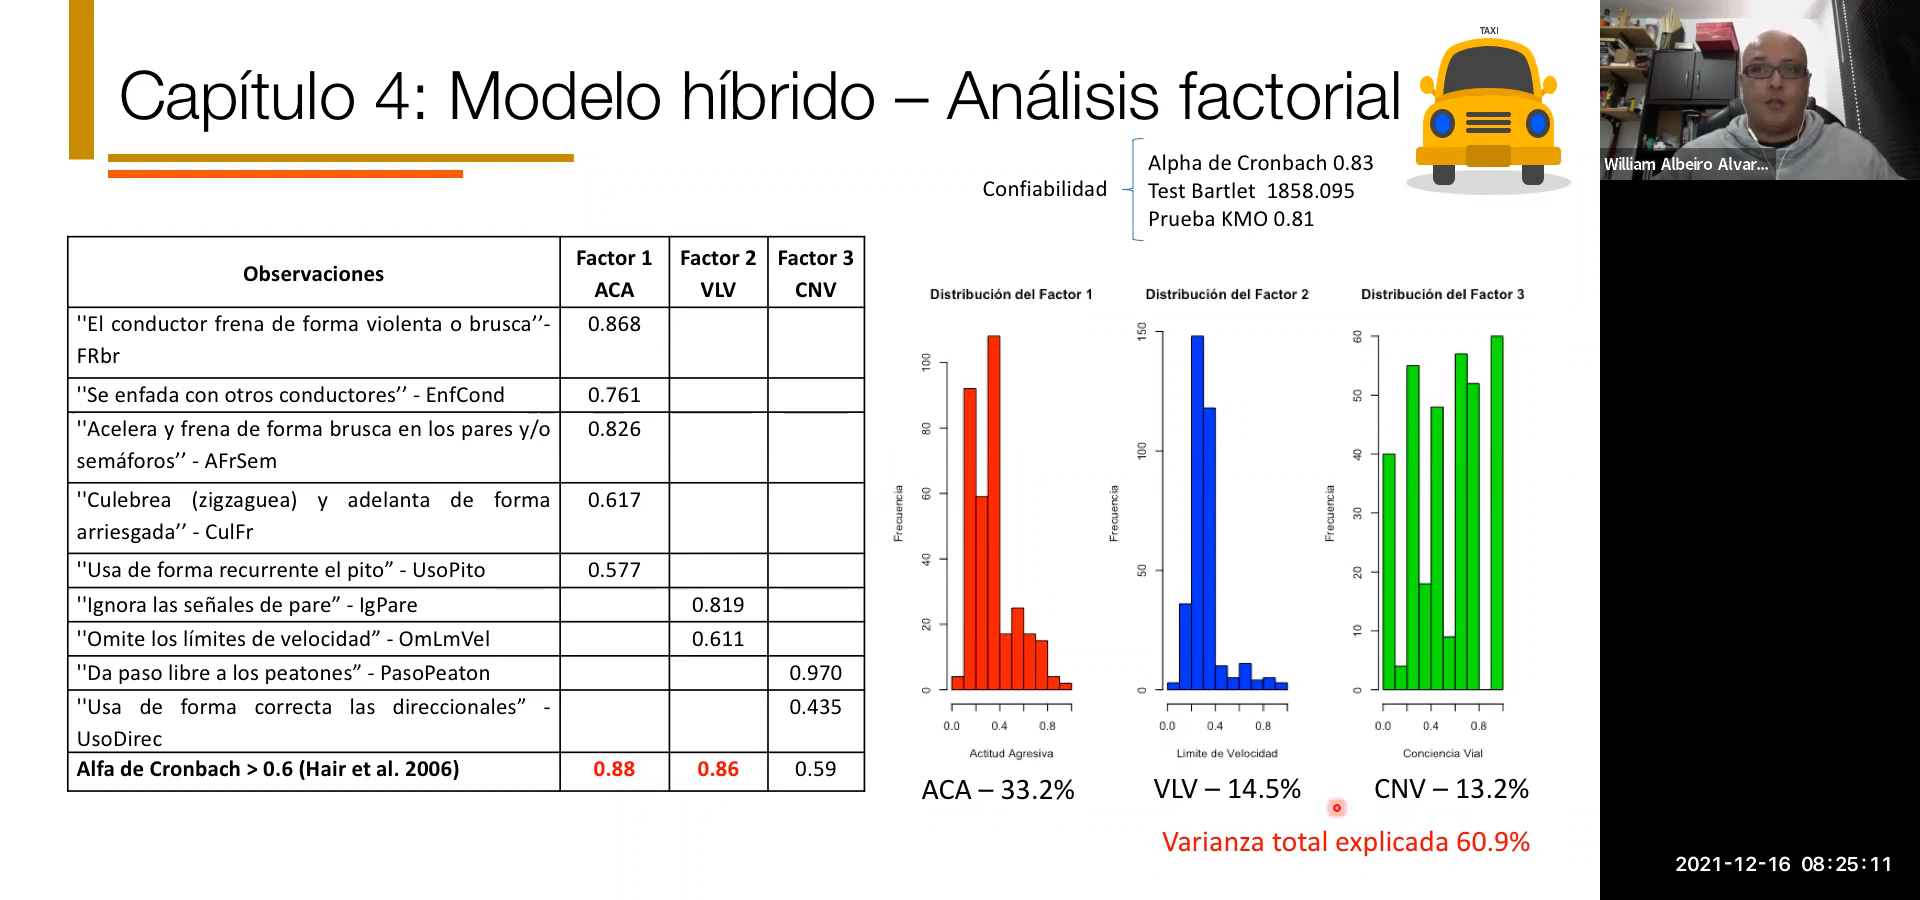 TAXI
Capítulo 4: Modelo híbrido – Análisis factorial
William Albeiro Alvar...
Confiabilidad
Alpha de Cronbach 0.83
Test Bartlet 1858.095
Prueba KMO 0.81
Observaciones
Factor 1
ACA
Factor 2
VLV
Factor 3
CNV
"El conductor frena de forma violenta o brusca’’-
FRbr
0.868
"Se enfada con otros conductores’’ - EnfCond
0.761
"Acelera y frena de forma brusca en los pares y/o
semáforos’’ - AFrSem
0.826
"Culebrea (zigzaguea) y adelanta de forma
arriesgada’’ - CulFr
0.617
"Usa de forma recurrente el pito” - UsoPito
0.577
"Ignora las señales de pare” - IgPare
0.819
"Omite los límites de velocidad” - OmLmVel
0.611
"Da paso libre a los peatones” - PasoPeaton
0.970
"Usa de forma correcta las direccionales” -
UsoDirec
0.435
Alfa de Cronbach > 0.6 (Hair et al. 2006)
0.88
0.86
0.59
Distribución del Factor 1
Frecuencia
0 20 40 60 80 100
0.0 0.4 0.8
Actitud Agresiva
ACA – 33.2%
Distribución del Factor 2
Frecuencia
0 50 100 150
0.0 0.4 0.8
Limite de Velocidad
VLV – 14.5%
Distribución del Factor 3
Frecuencia
0 10 20 30 40 50 60
0.0 0.4 0.8
Conciencia Vial
CNV – 13.2%
Varianza total explicada 60.9%
2021-12-16 08:25:11